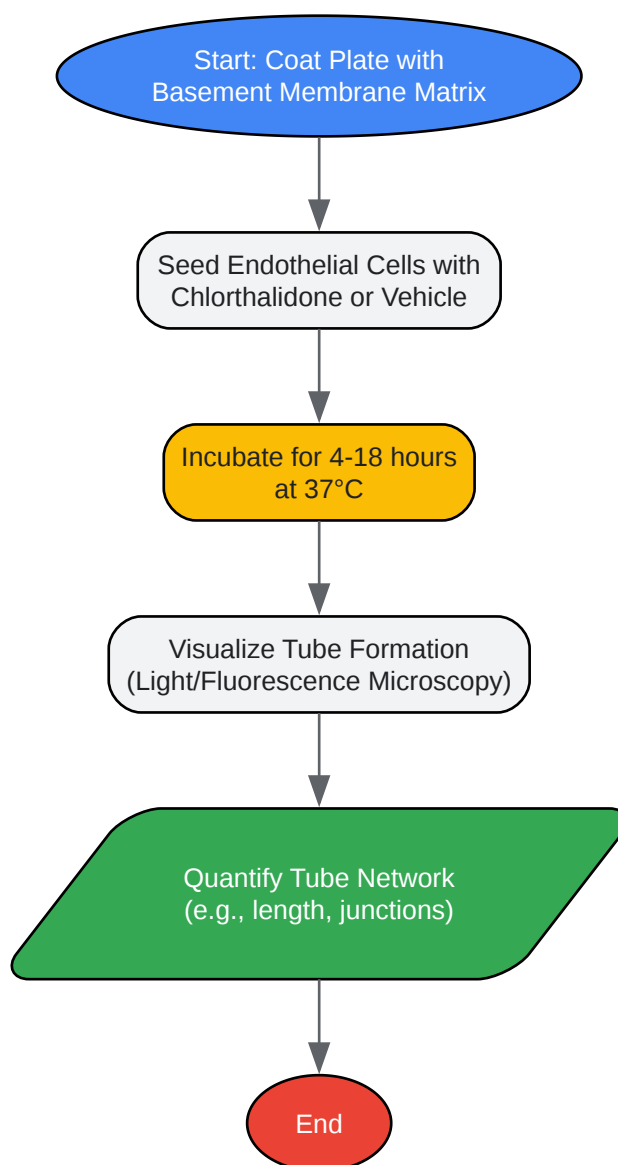 Start: Coat Plate with
Basement Membrane Matrix
Seed Endothelial Cells with
Chlorthalidone or Vehicle
Incubate for 4-18 hours
at 37°C
Visualize Tube Formation
(Light/Fluorescence Microscopy)
Quantify Tube Network
(e.g., length, junctions)
End